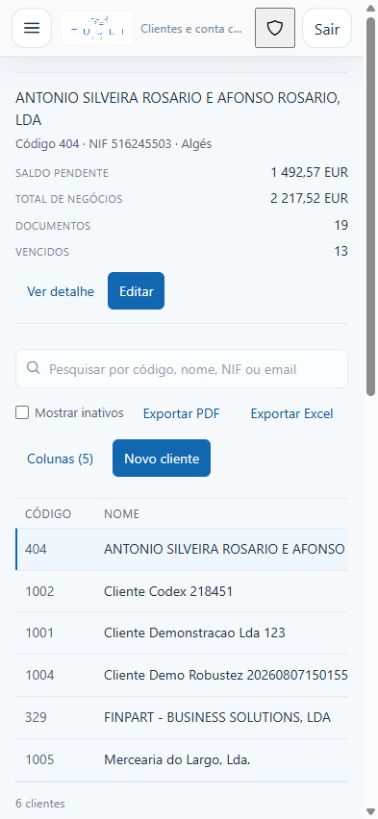 TUALI
Clientes e conta c...
Sair
ANTONIO SILVEIRA ROSARIO E AFONSO ROSARIO,
LDA
Código 404 · NIF 516245503 · Algés
SALDO PENDENTE 1 492,57 EUR
TOTAL DE NEGÓCIOS 2 217,52 EUR
DOCUMENTOS 19
VENCIDOS 13
Ver detalhe Editar
Pesquisar por código, nome, NIF ou email
Mostrar inativos Exportar PDF Exportar Excel
Colunas (5) Novo cliente
CÓDIGO NOME
404 ANTONIO SILVEIRA ROSARIO E AFONSO
1002 Cliente Codex 218451
1001 Cliente Demonstracao Lda 123
1004 Cliente Demo Robustez 20260807150155
329 FINPART - BUSINESS SOLUTIONS, LDA
1005 Mercearia do Largo, Lda.
6 clientes